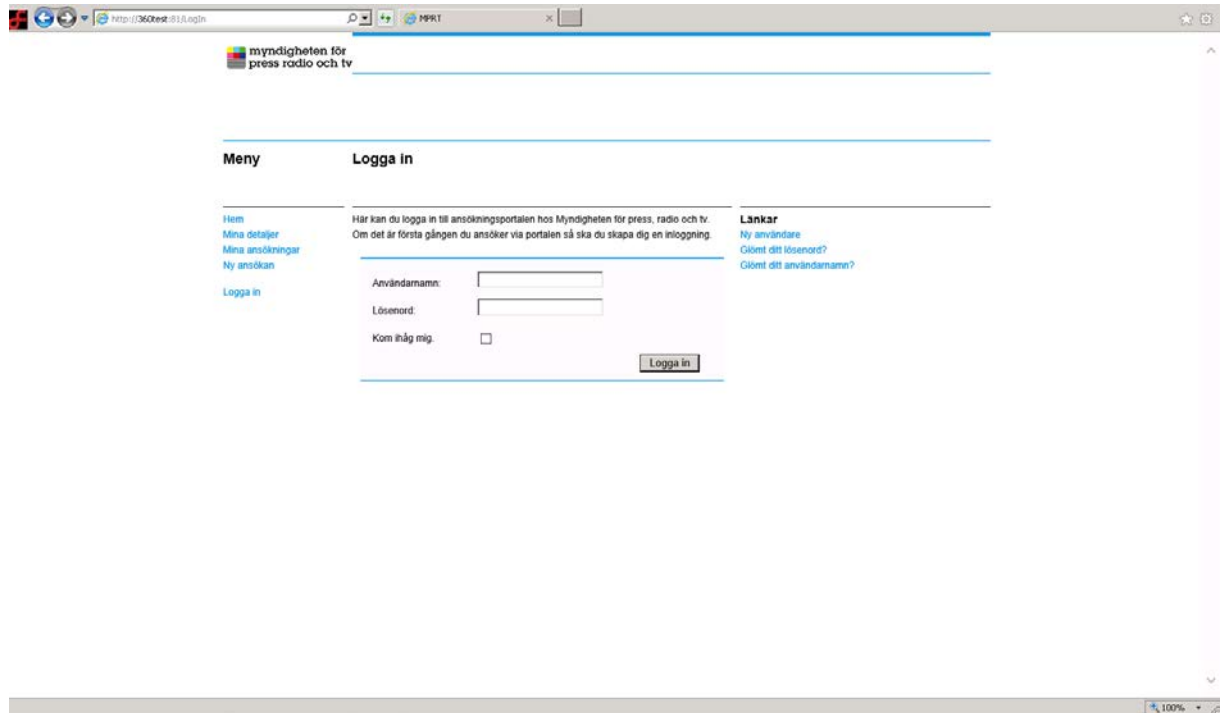 http://360test:81/LogIn
MPRT
myndigheten för
press radio och tv
Meny
Logga in
Hem
Mina detaljer
Mina ansökningar
Ny ansökan
Logga in
Här kan du logga in till ansökningsportalen hos Myndigheten för press, radio och tv.
Om det är första gången du ansöker via portalen så ska du skapa dig en inloggning.
Användarnamn:
Lösenord:
Kom ihåg mig.
Logga in
Länkar
Ny användare
Glömt ditt lösenord?
Glömt ditt användarnamn?
100%